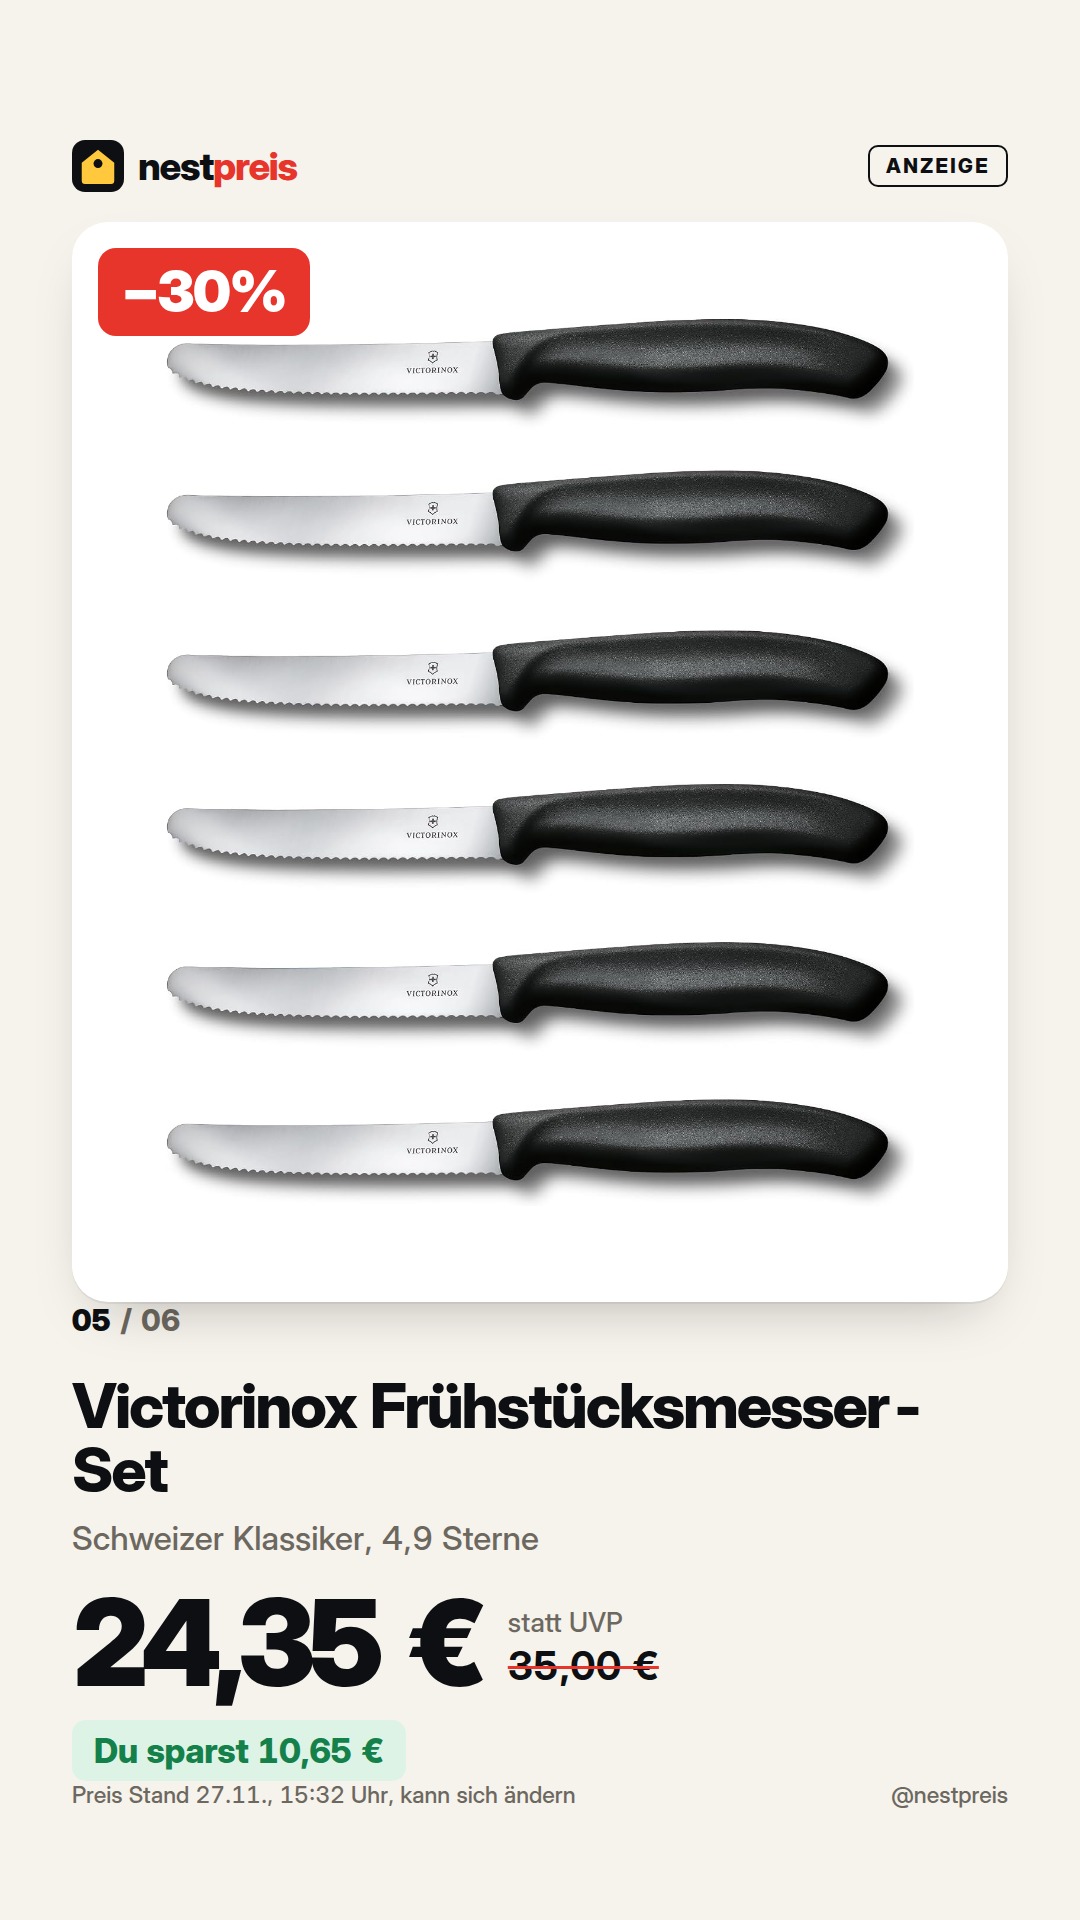 nestpreis
ANZEIGE
–30%
VICTORINOX
VICTORINOX
VICTORINOX
VICTORINOX
VICTORINOX
VICTORINOX
05 / 06
Victorinox Frühstücksmesser-
Set
Schweizer Klassiker, 4,9 Sterne
24,35 €
statt UVP
35,00 €
Du sparst 10,65 €
Preis Stand 27.11., 15:32 Uhr, kann sich ändern
@nestpreis